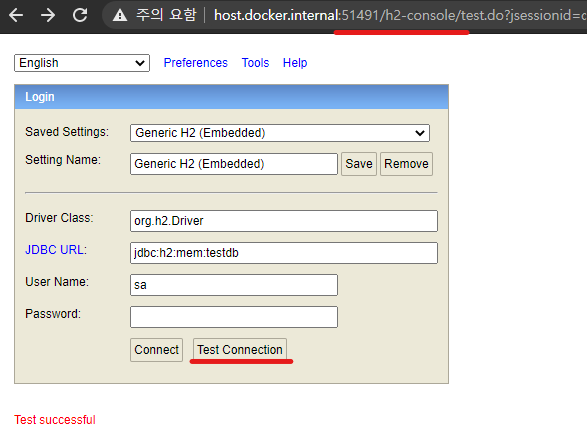 주의 요함 host.docker.internal:51491/h2-console/test.do?jsessionid=c
English Preferences Tools Help
Login
Saved Settings: Generic H2 (Embedded)
Setting Name: Generic H2 (Embedded) Save Remove
Driver Class: org.h2.Driver
JDBC URL: jdbc:h2:mem:testdb
User Name: sa
Password:
Connect Test Connection
Test successful